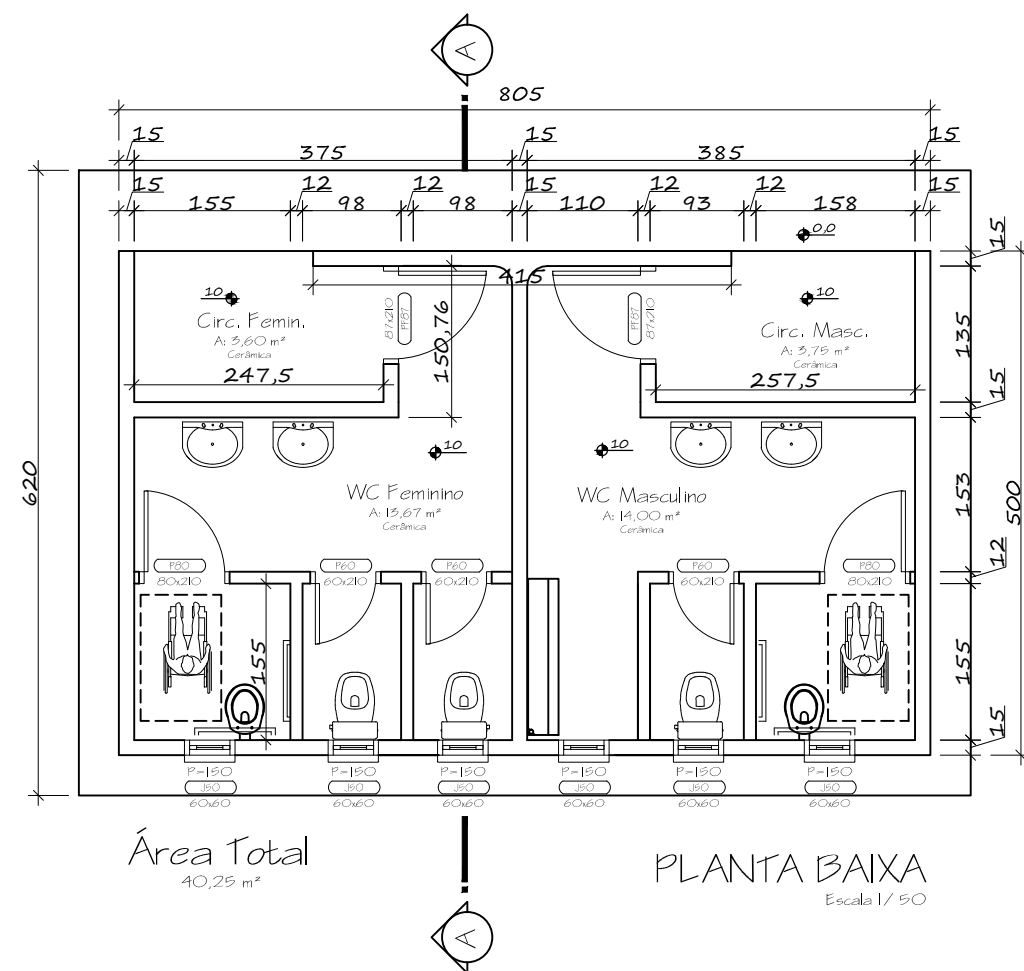 A
805
15 15 15
375 385
15 12 12 15 12 12 15
155 98 98 110 93 158
0,0
15
415
10 10
Circ. Femin.
A: 3,60 m²
Cerâmica
Circ. Masc.
A: 3,75 m²
Cerâmica
87x210
PF87
150,76
87x210
PF87
135
247,5 257,5
15
10 10
620
500
153
WC Feminino
A: 13,67 m²
Cerâmica
WC Masculino
A: 14,00 m²
Cerâmica
12
P80 P60 P60 P60 P80
80x210 60x210 60x210 60x210 80x210
155 155
15
P=150 P=150 P=150 P=150 P=150 P=150
J50 J50 J50 J50 J50 J50
60x60 60x60 60x60 60x60 60x60 60x60
Área Total
40,25 m²
PLANTA BAIXA
Escala 1/ 50
A